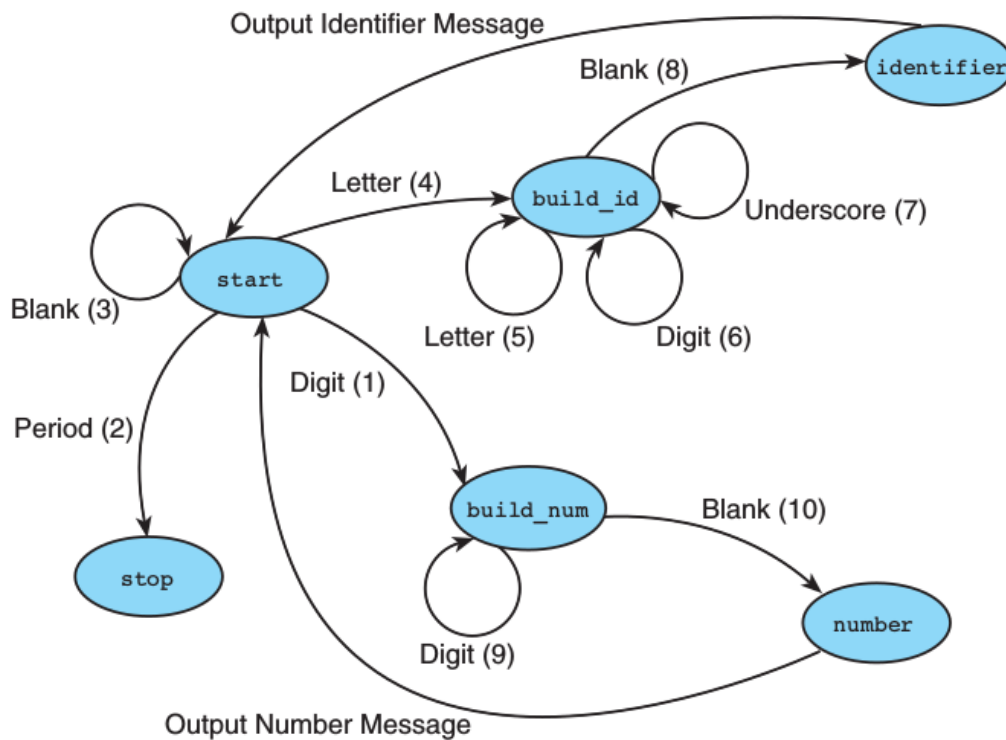 Output Identifier Message
identifier
Blank (8)
Letter (4)
build_id
Underscore (7)
start
Blank (3)
Letter (5)
Digit (6)
Digit (1)
Period (2)
build_num
Blank (10)
stop
number
Digit (9)
Output Number Message